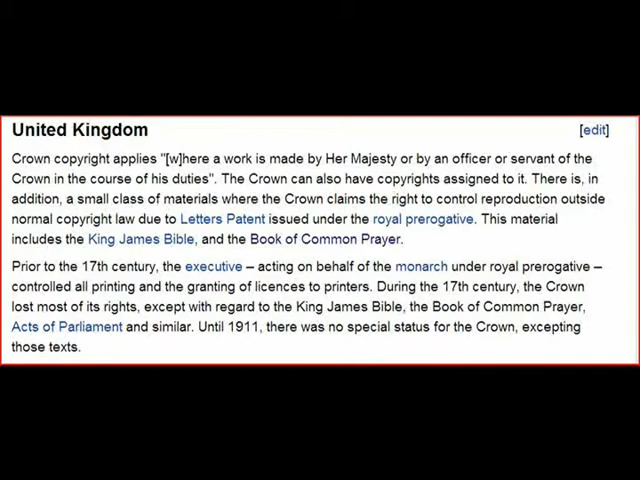 United Kingdom [edit]
Crown copyright applies "[w]here a work is made by Her Majesty or by an officer or servant of the
Crown in the course of his duties". The Crown can also have copyrights assigned to it. There is, in
addition, a small class of materials where the Crown claims the right to control reproduction outside
normal copyright law due to Letters Patent issued under the royal prerogative. This material
includes the King James Bible, and the Book of Common Prayer.
Prior to the 17th century, the executive – acting on behalf of the monarch under royal prerogative –
controlled all printing and the granting of licences to printers. During the 17th century, the Crown
lost most of its rights, except with regard to the King James Bible, the Book of Common Prayer,
Acts of Parliament and similar. Until 1911, there was no special status for the Crown, excepting
those texts.